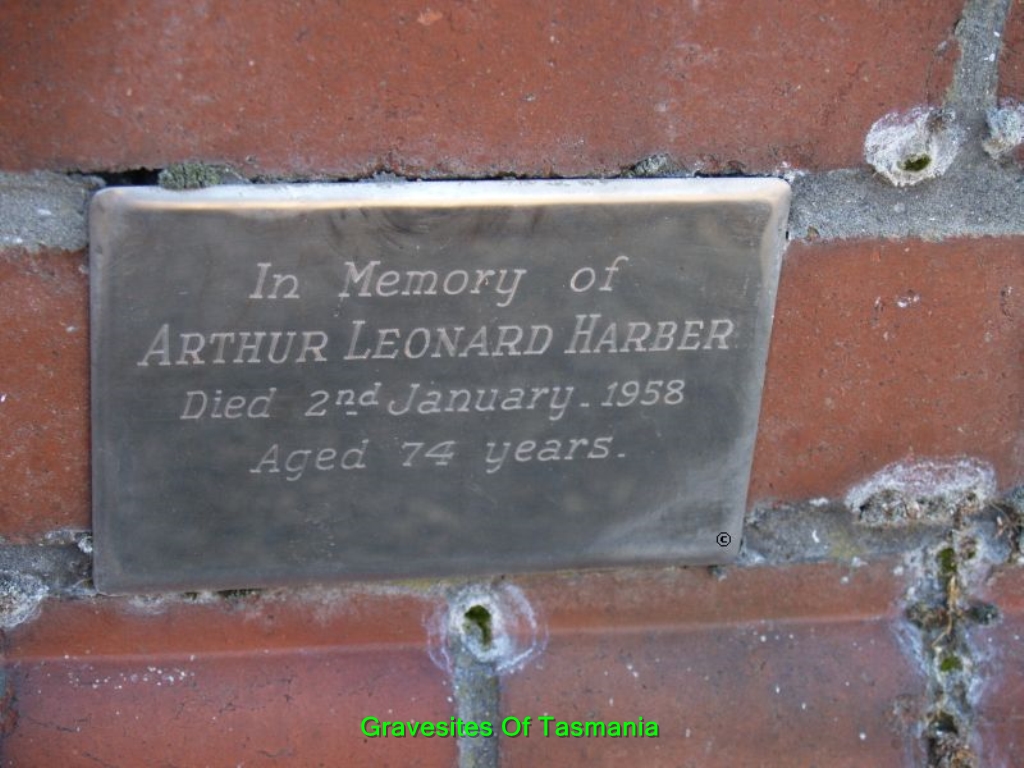 In Memory of
ARTHUR LEONARD HARBER
Died 2nd January. 1958
Aged 74 years.
©
Gravesites Of Tasmania